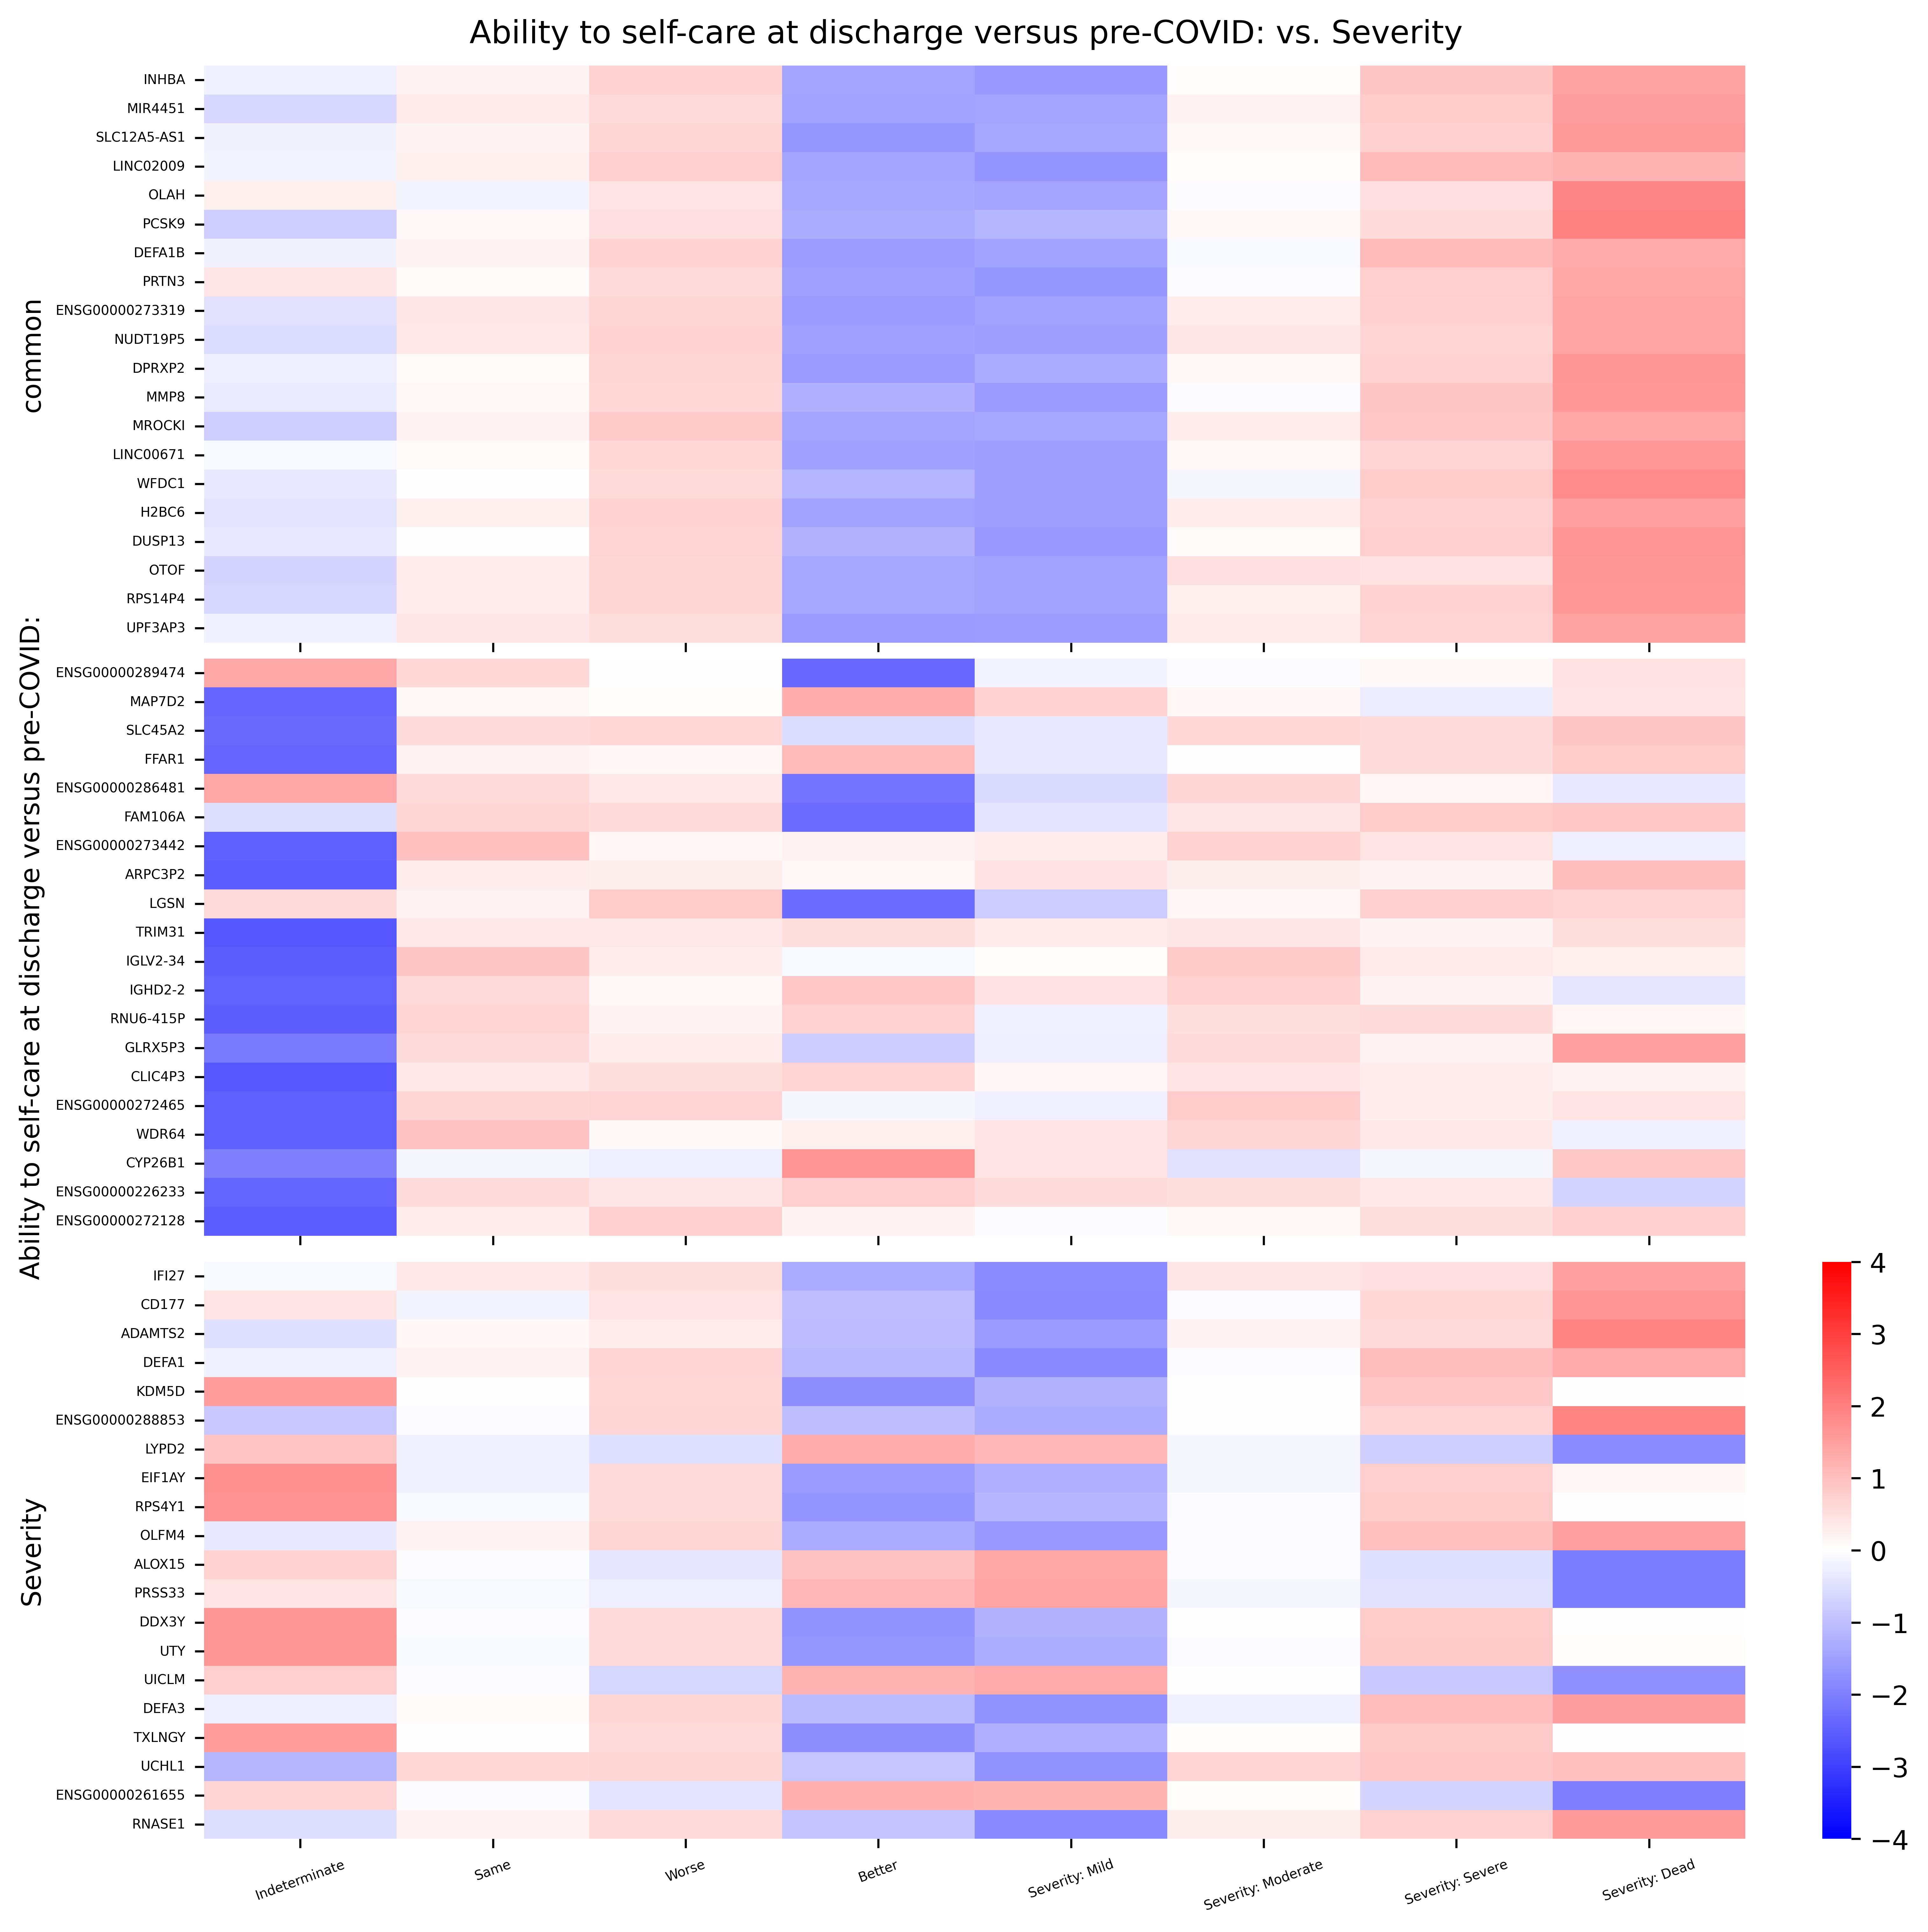 Ability to self-care at discharge versus pre-COVID: vs. Severity
common
INHBA
MIR4451
SLC12A5-AS1
LINC02009
OLAH
PCSK9
DEFA1B
PRTN3
ENSG00000273319
NUDT19P5
DPRXP2
MMP8
MROCKI
LINC00671
WFDC1
H2BC6
DUSP13
OTOF
RPS14P4
UPF3AP3
Ability to self-care at discharge versus pre-COVID:
ENSG00000289474
MAP7D2
SLC45A2
FFAR1
ENSG00000286481
FAM106A
ENSG00000273442
ARPC3P2
LGSN
TRIM31
IGLV2-34
IGHD2-2
RNU6-415P
GLRX5P3
CLIC4P3
ENSG00000272465
WDR64
CYP26B1
ENSG00000226233
ENSG00000272128
Severity
IFI27
CD177
ADAMTS2
DEFA1
KDM5D
ENSG00000288853
LYPD2
EIF1AY
RPS4Y1
OLFM4
ALOX15
PRSS33
DDX3Y
UTY
UICLM
DEFA3
TXLNGY
UCHL1
ENSG00000261655
RNASE1
Indeterminate
Same
Worse
Better
Severity: Mild
Severity: Moderate
Severity: Severe
Severity: Dead
4
3
2
1
0
−1
−2
−3
−4